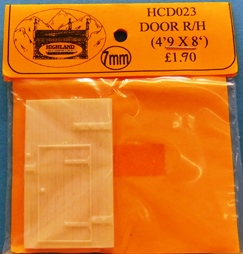 HCD023
DOOR R/H
(4'9 X 8')
£1.70
HIGHLAND
7mm